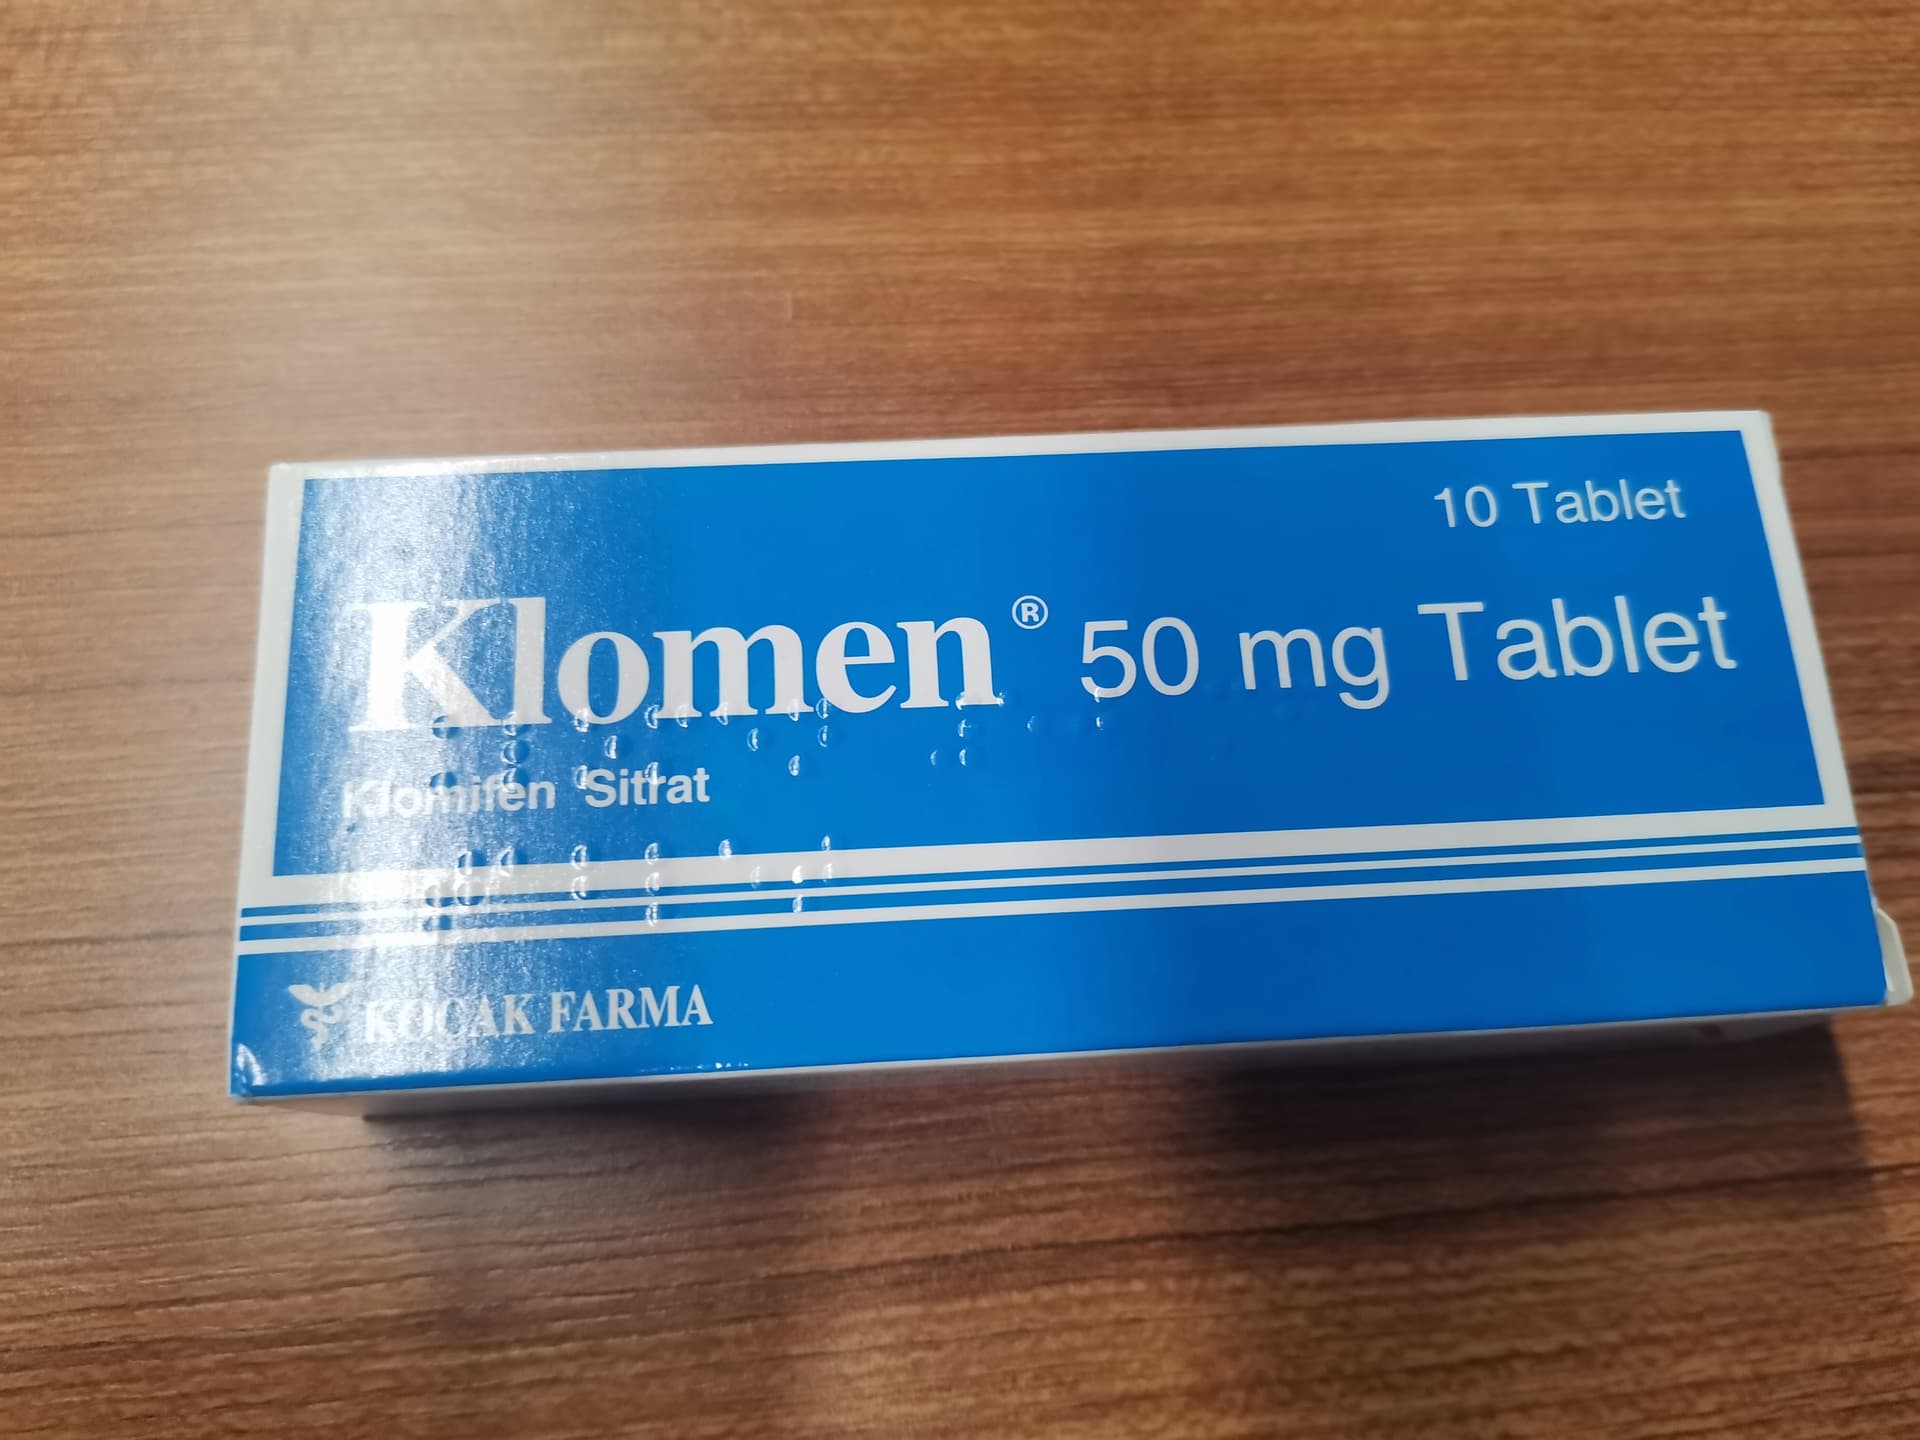 10 Tablet
Klomen® 50 mg Tablet
Klomifen Sitrat
KOÇAK FARMA